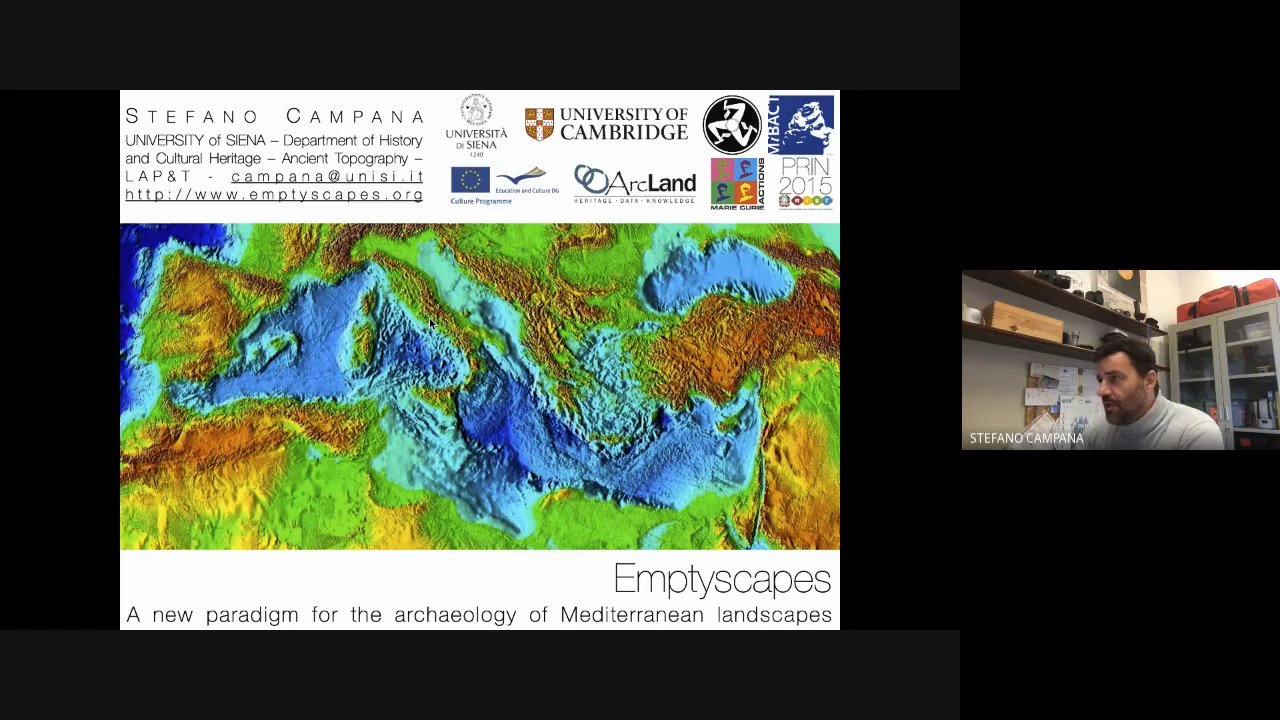 STEFANO CAMPANA
UNIVERSITY of SIENA – Department of History
and Cultural Heritage – Ancient Topography –
LAP&T - campana@unisi.it
http://www.emptyscapes.org
UNIVERSITÀ
DI SIENA
1240
UNIVERSITY OF
CAMBRIDGE
MiBACT
Education and Culture DG
Culture Programme
ArcLand
HERITAGE · DATA · KNOWLEDGE
MARIE CURIE
ACTIONS
PRIN
2015
STEFANO CAMPANA
Emptyscapes
A new paradigm for the archaeology of Mediterranean landscapes